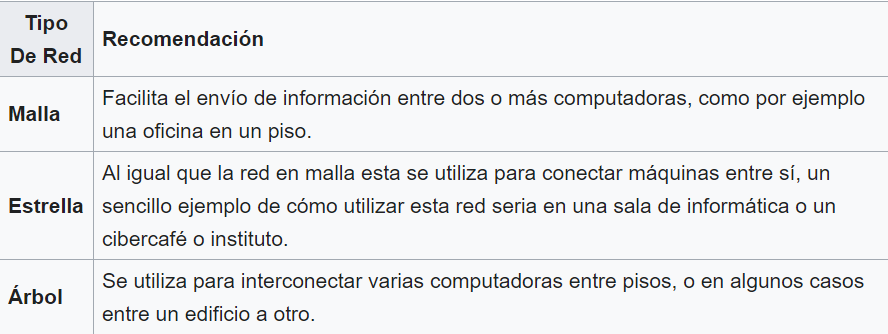 Tipo
De Red
Recomendación
Malla
Facilita el envío de información entre dos o más computadoras, como por ejemplo
una oficina en un piso.
Estrella
Al igual que la red en malla esta se utiliza para conectar máquinas entre sí, un
sencillo ejemplo de cómo utilizar esta red seria en una sala de informática o un
cibercafé o instituto.
Árbol
Se utiliza para interconectar varias computadoras entre pisos, o en algunos casos
entre un edificio a otro.